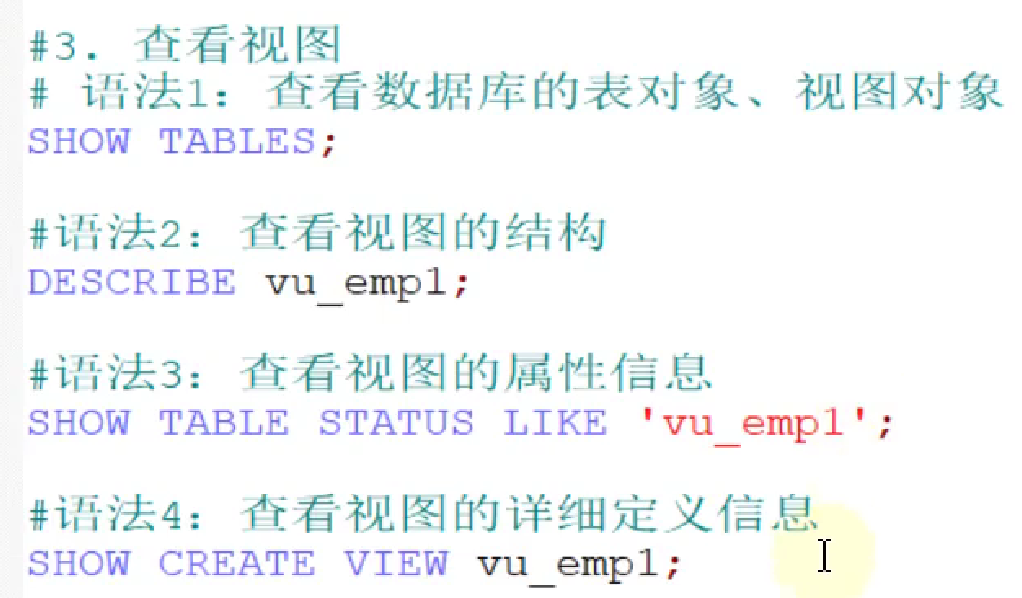 #3. 查看视图
# 语法1: 查看数据库的表对象、视图对象
SHOW TABLES;
#语法2: 查看视图的结构
DESCRIBE vu_emp1;
#语法3: 查看视图的属性信息
SHOW TABLE STATUS LIKE 'vu_emp1';
#语法4: 查看视图的详细定义信息
SHOW CREATE VIEW vu_emp1;